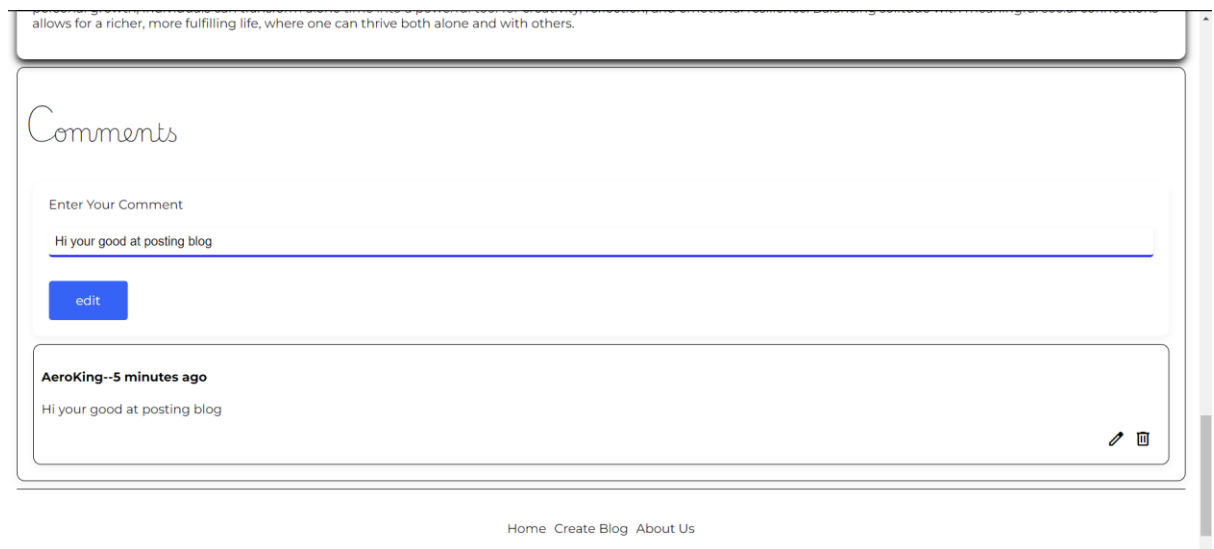 allows for a richer, more fulfilling life, where one can thrive both alone and with others.
Comments
Enter Your Comment
Hi your good at posting blog
edit
AeroKing--5 minutes ago
Hi your good at posting blog
Home Create Blog About Us